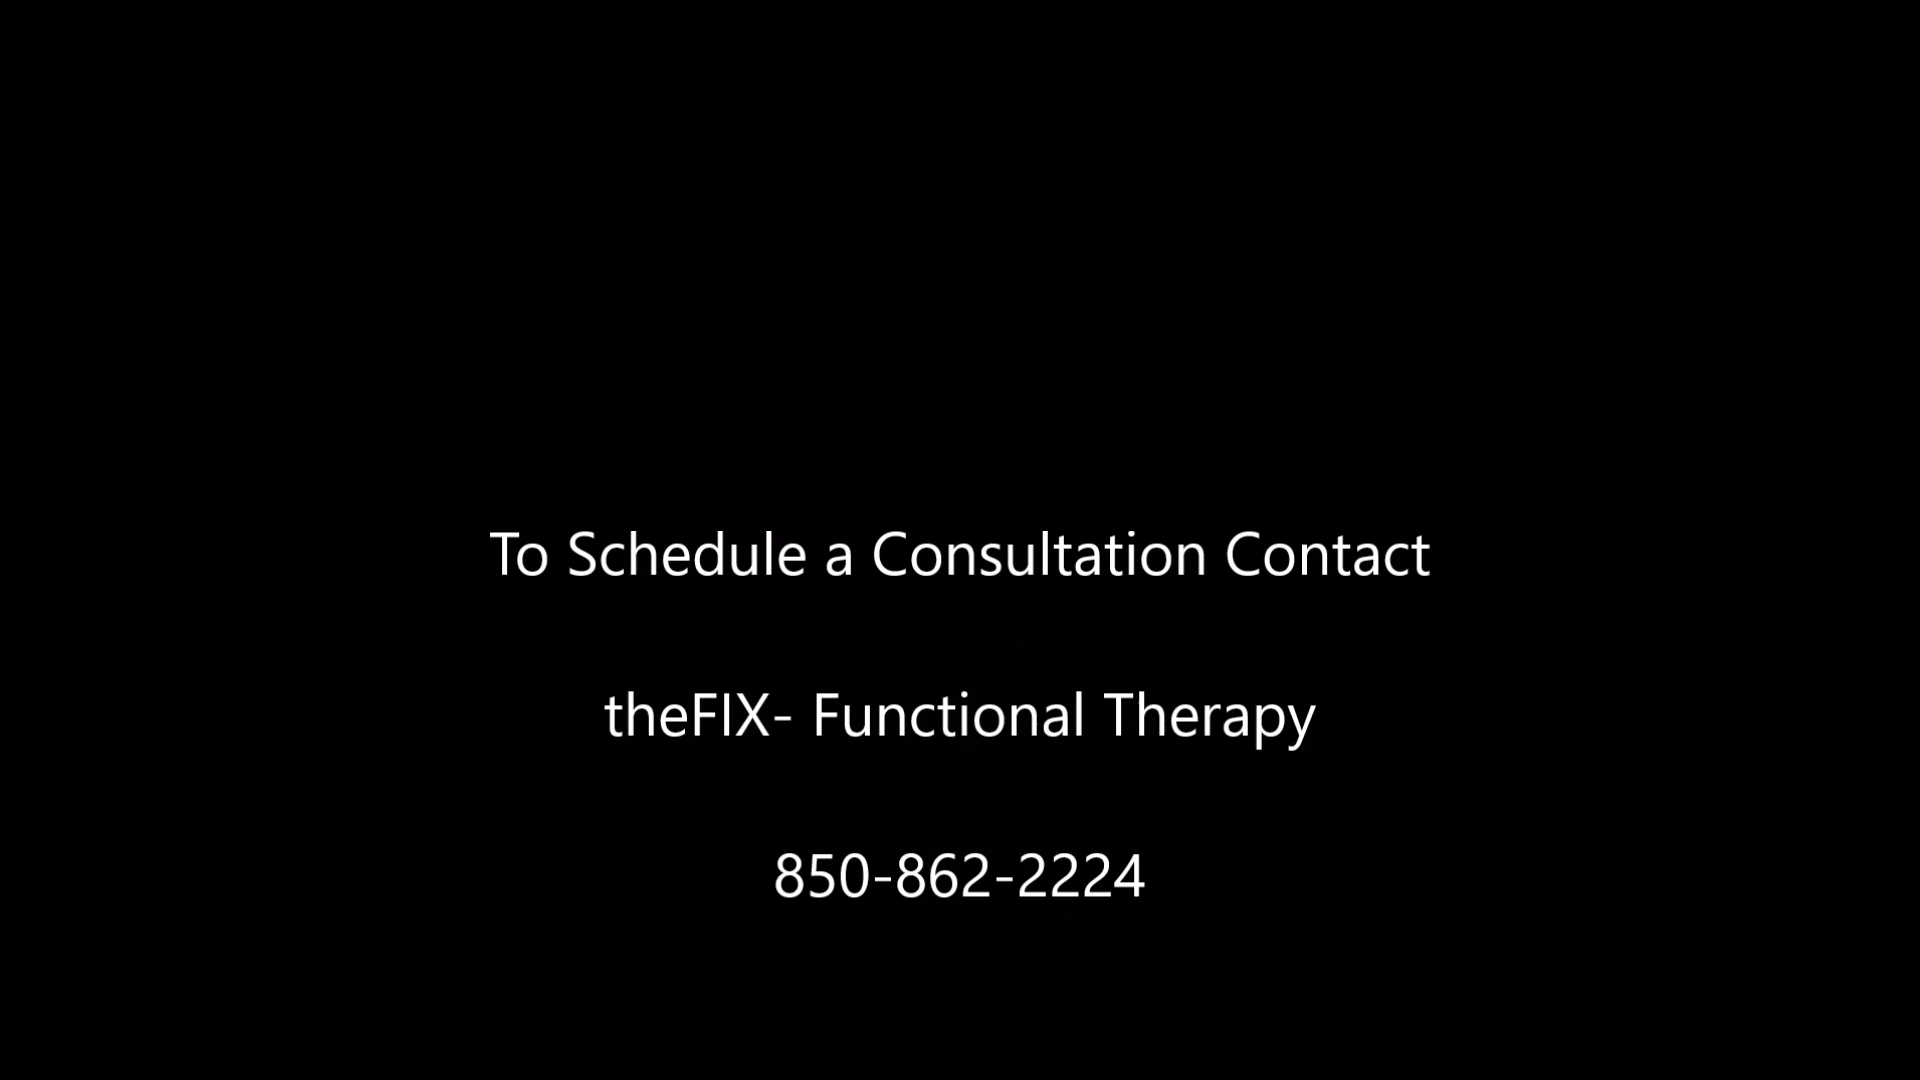 To Schedule a Consultation Contact
theFIX- Functional Therapy
850-862-2224